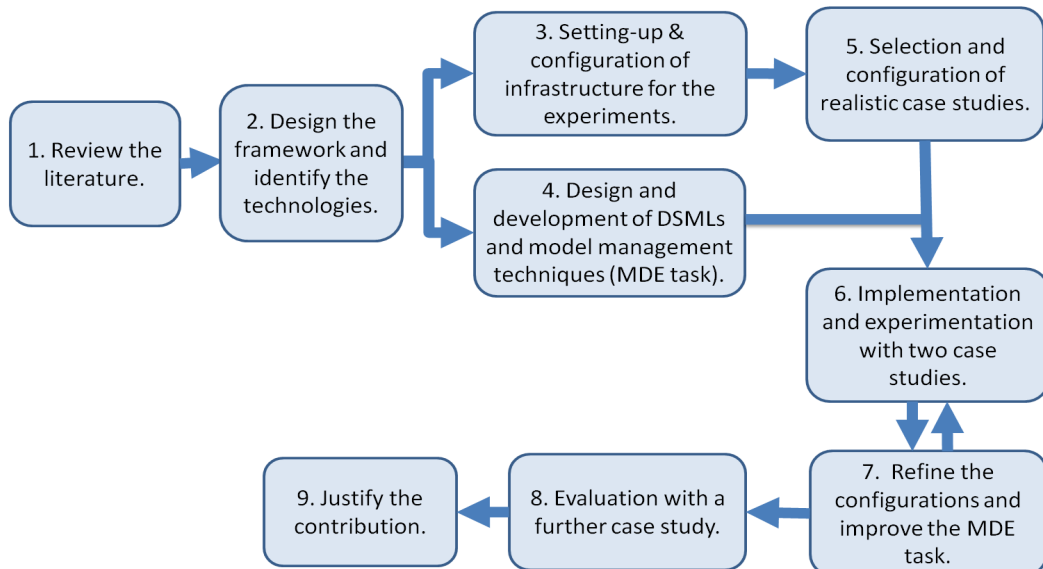 1. Review the
literature.
2. Design the
framework and
identify the
technologies.
3. Setting-up &
configuration of
infrastructure for the
experiments.
4. Design and
development of DSMLs
and model management
techniques (MDE task).
5. Selection and
configuration of
realistic case studies.
6. Implementation
and experimentation
with two case
studies.
7. Refine the
configurations and
improve the MDE
task.
8. Evaluation with a
further case study.
9. Justify the
contribution.